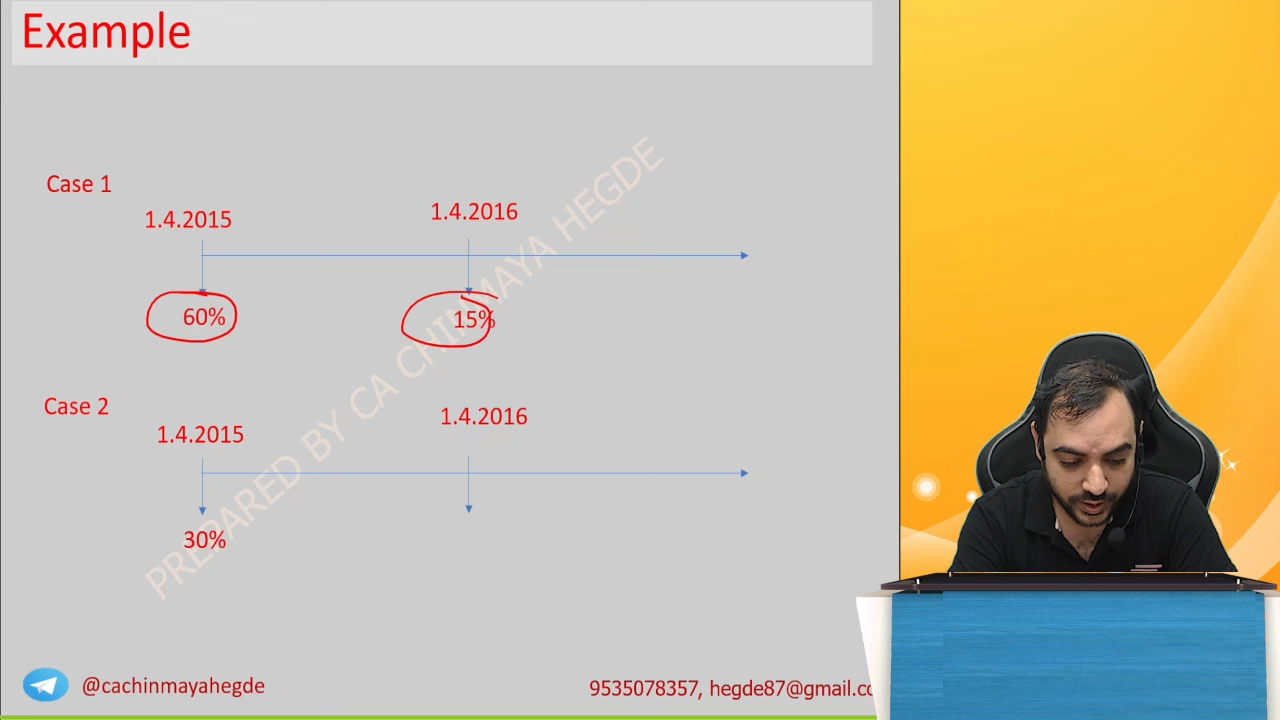 Example
Case 1
1.4.2015
1.4.2016
60%
15%
Case 2
1.4.2015
1.4.2016
30%
PREPARED BY CA CHINMAYA HEGDE
@cachinmayahegde
9535078357, hegde87@gmail.co